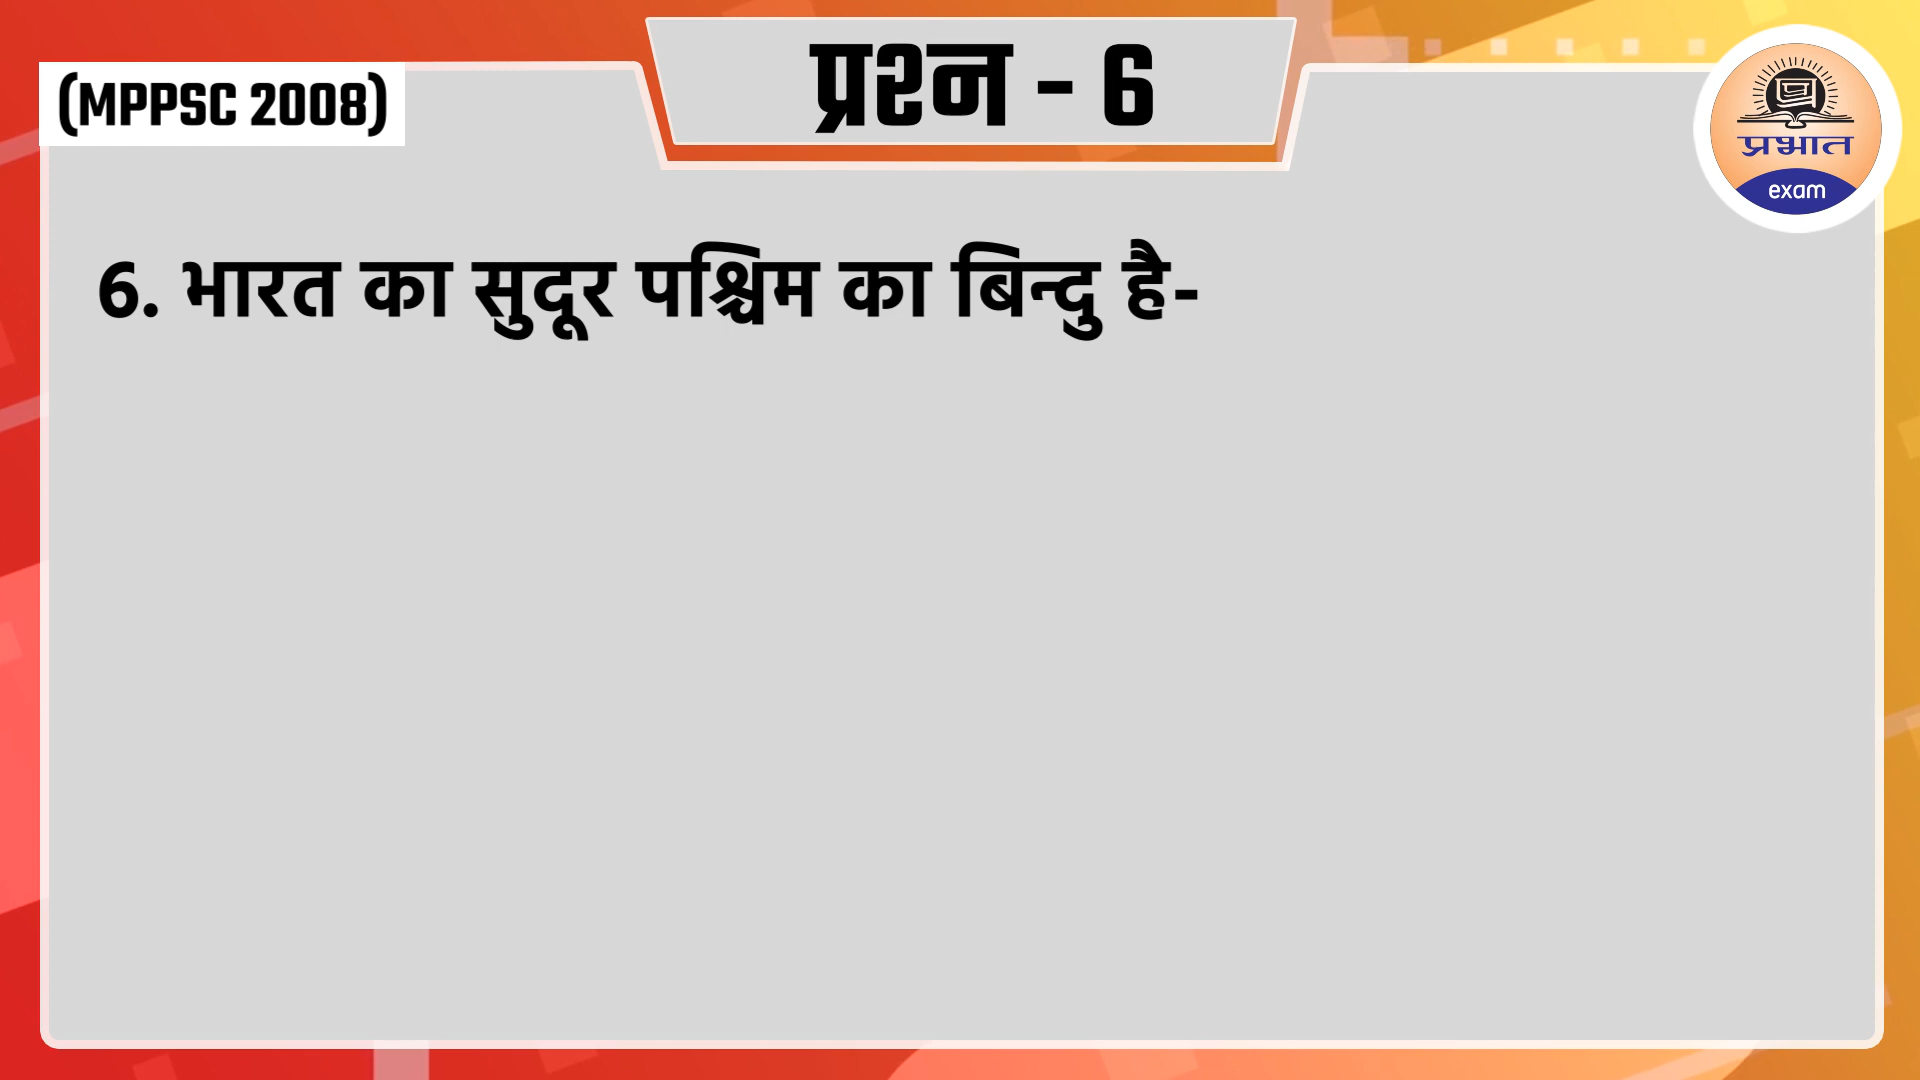 प्रश्न - 6
(MPPSC 2008)
प्रभात
exam
6. भारत का सुदूर पश्चिम का बिन्दु है-